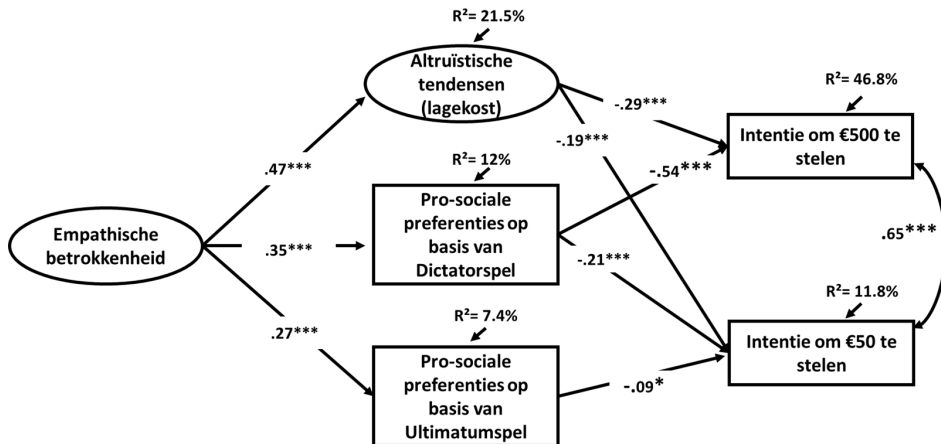 R²= 21.5%
Altruïstische
tendensen
(lagekost)
R²= 46.8%
-.29***
Intentie om €500 te
stelen
-.19***
.47***
R²= 12%
-.54***
Pro-sociale
preferenties op
basis van
Dictatorspel
Empathische
betrokkenheid
.35***
.65***
-.21***
R²= 11.8%
R²= 7.4%
.27***
Intentie om €50 te
stelen
Pro-sociale
preferenties op
basis van
Ultimatumspel
-.09*